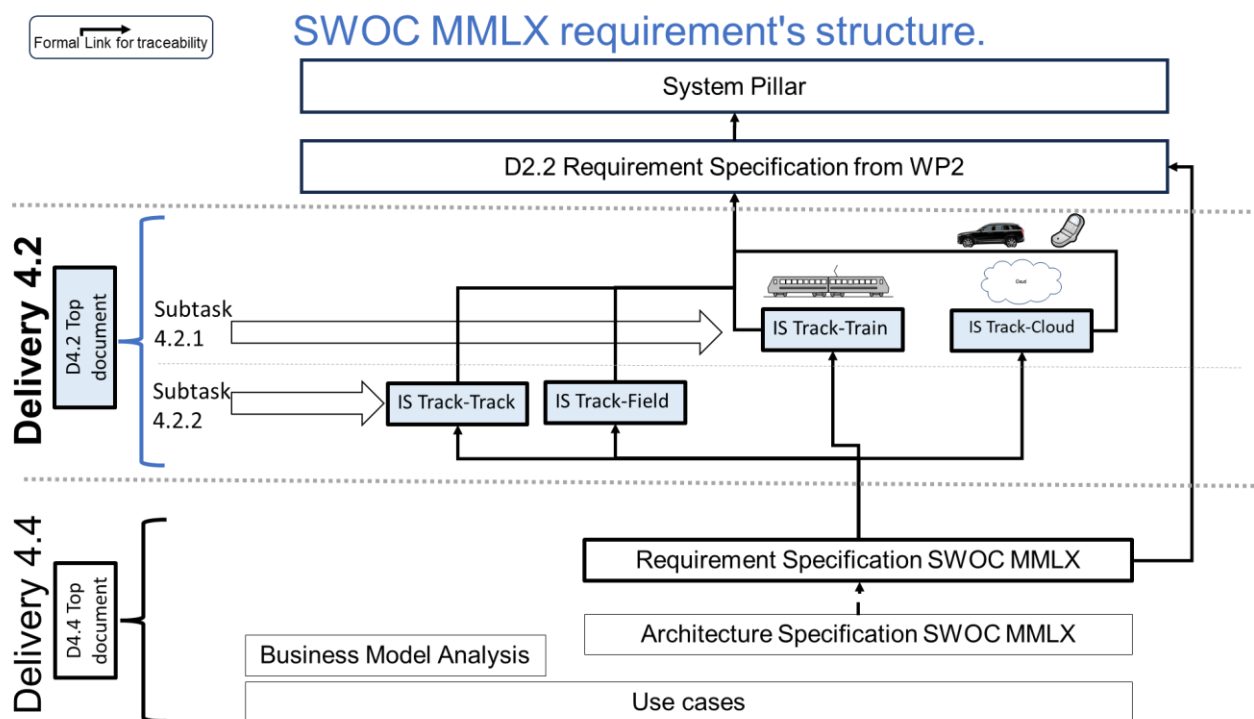 Formal Link for traceability
SWOC MMLX requirement's structure.
System Pillar
D2.2 Requirement Specification from WP2
Delivery 4.2
D4.2 Top
document
Subtask
4.2.1
Cloud
IS Track-Train
IS Track-Cloud
Subtask
4.2.2
IS Track-Track
IS Track-Field
Delivery 4.4
D4.4 Top
document
Requirement Specification SWOC MMLX
Architecture Specification SWOC MMLX
Business Model Analysis
Use cases